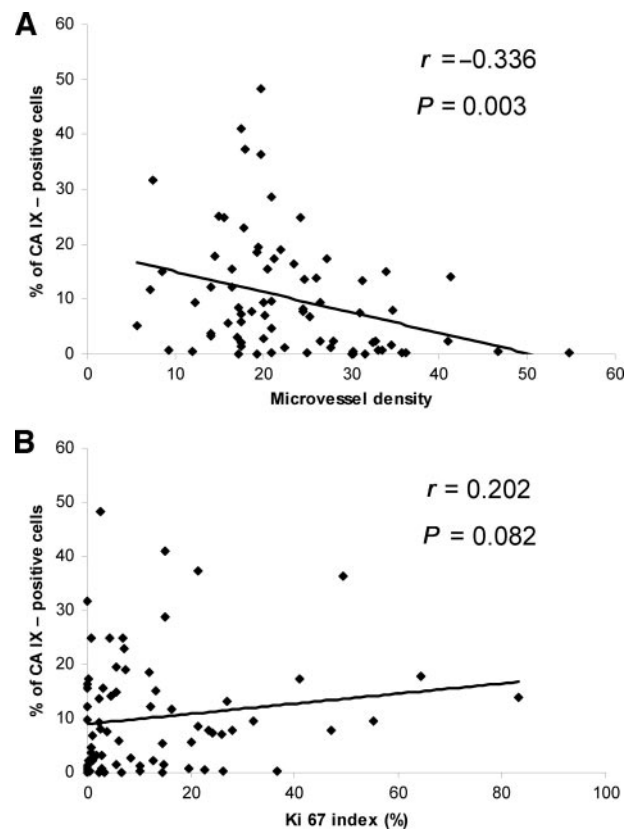 A
60
50
40
30
20
10
0
% of CA IX – positive cells
r = –0.336
P = 0.003
0 10 20 30 40 50 60
Microvessel density
B
60
50
40
30
20
10
0
% of CA IX – positive cells
r = 0.202
P = 0.082
0 20 40 60 80 100
Ki 67 index (%)